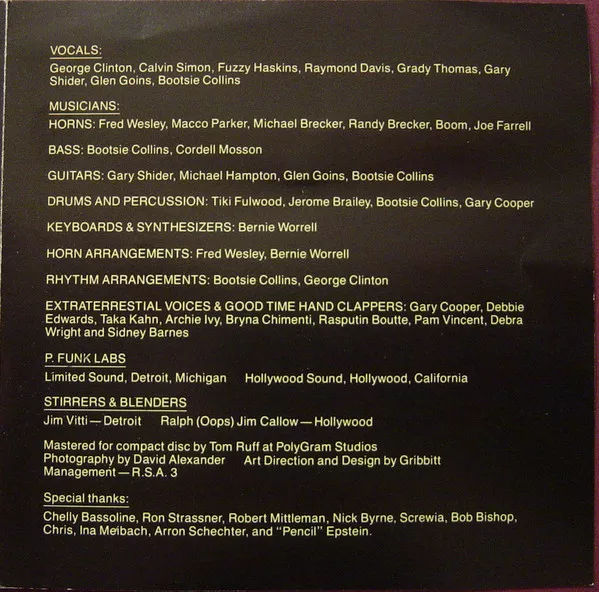 VOCALS:
George Clinton, Calvin Simon, Fuzzy Haskins, Raymond Davis, Grady Thomas, Gary
Shider, Glen Goins, Bootsie Collins
MUSICIANS:
HORNS: Fred Wesley, Macco Parker, Michael Brecker, Randy Brecker, Boom, Joe Farrell
BASS: Bootsie Collins, Cordell Mosson
GUITARS: Gary Shider, Michael Hampton, Glen Goins, Bootsie Collins
DRUMS AND PERCUSSION: Tiki Fulwood, Jerome Brailey, Bootsie Collins, Gary Cooper
KEYBOARDS & SYNTHESIZERS: Bernie Worrell
HORN ARRANGEMENTS: Fred Wesley, Bernie Worrell
RHYTHM ARRANGEMENTS: Bootsie Collins, George Clinton
EXTRATERRESTIAL VOICES & GOOD TIME HAND CLAPPERS: Gary Cooper, Debbie
Edwards, Taka Kahn, Archie Ivy, Bryna Chimenti, Rasputin Boutte, Pam Vincent, Debra
Wright and Sidney Barnes
P. FUNK LABS
Limited Sound, Detroit, Michigan Hollywood Sound, Hollywood, California
STIRRERS & BLENDERS
Jim Vitti — Detroit Ralph (Oops) Jim Callow — Hollywood
Mastered for compact disc by Tom Ruff at PolyGram Studios
Photography by David Alexander Art Direction and Design by Gribbitt
Management — R.S.A. 3
Special thanks:
Chelly Bassoline, Ron Strassner, Robert Mittleman, Nick Byrne, Screwia, Bob Bishop,
Chris, Ina Meibach, Arron Schechter, and "Pencil" Epstein.